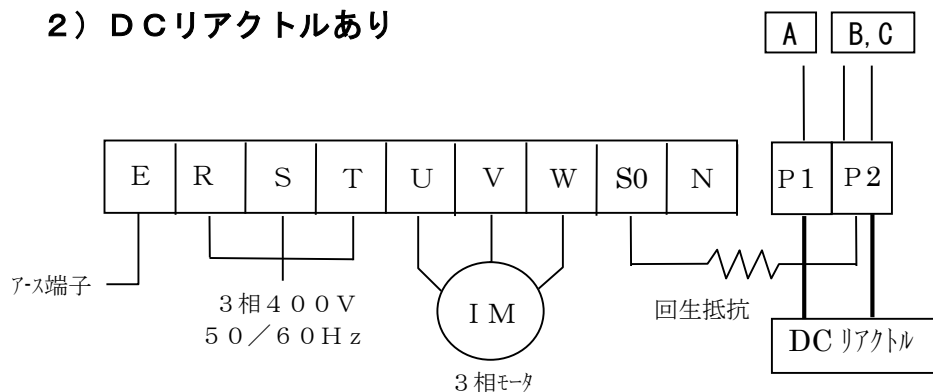 2）DCリアクトルあり
A
B, C
E R S T U V W S0 N P1 P2
ｱｰｽ端子
3相400V
50／60Hz
IM
3相ﾓｰﾀ
回生抵抗
DC ﾘｱｸﾄﾙ